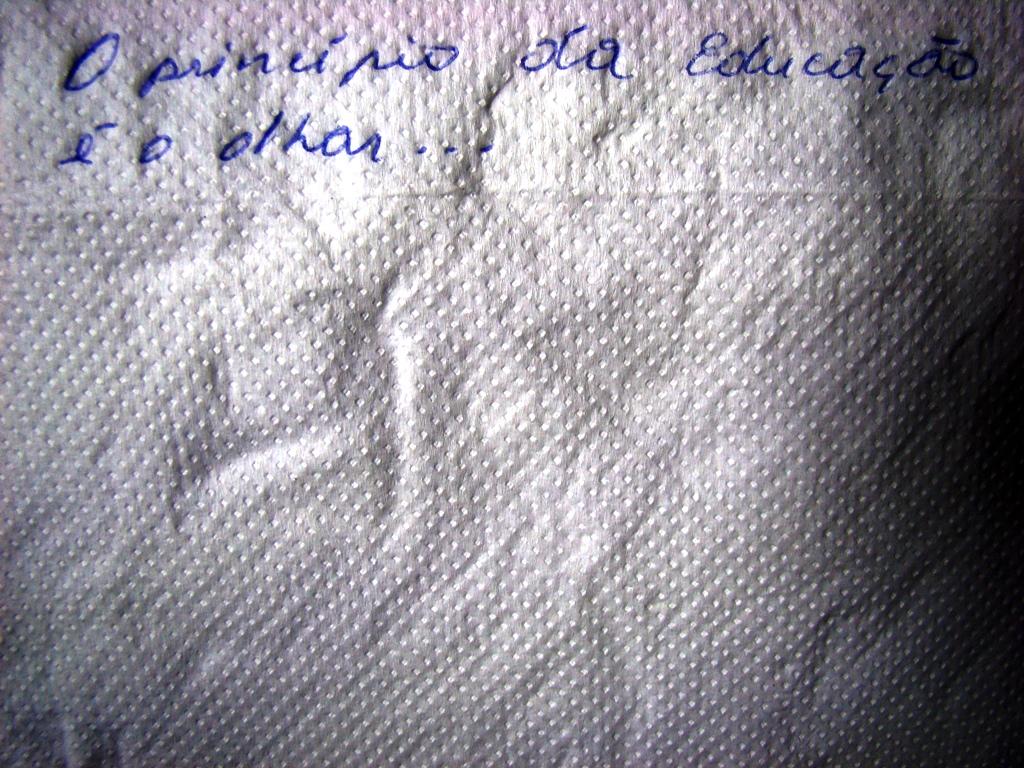 O princípio da Educação
é o olhar...